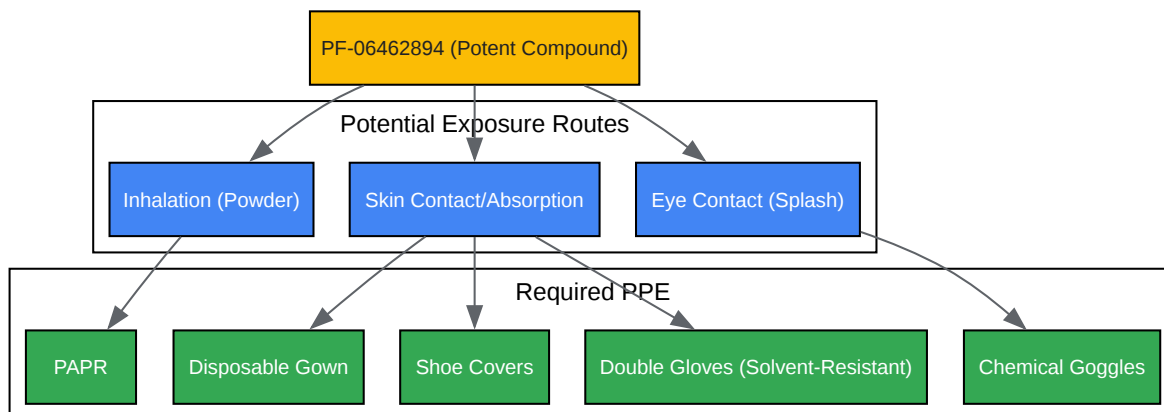 PF-06462894 (Potent Compound)
Potential Exposure Routes
Inhalation (Powder)
Skin Contact/Absorption
Eye Contact (Splash)
Required PPE
PAPR
Disposable Gown
Shoe Covers
Double Gloves (Solvent-Resistant)
Chemical Goggles